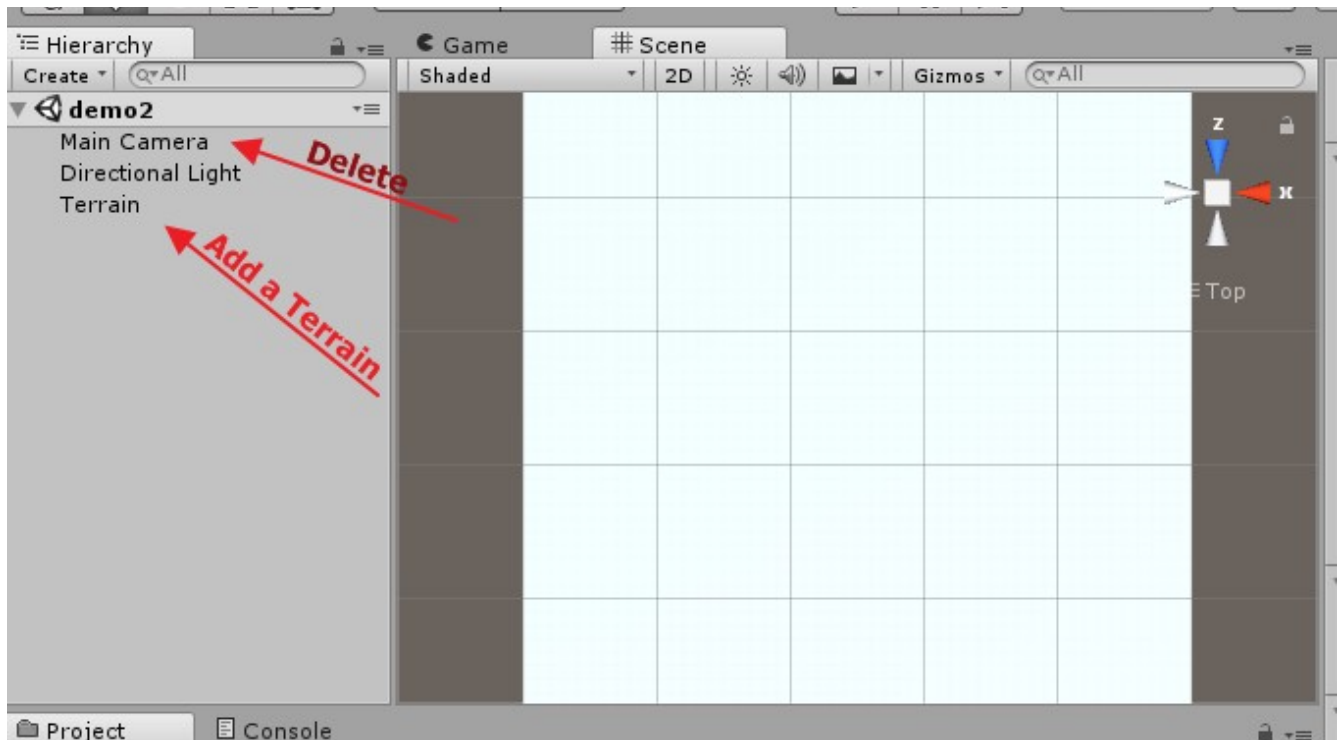 Hierarchy
Game
Scene
Create
All
Shaded
2D
Gizmos
All
demo2
Main Camera
Directional Light
Terrain
Delete
Add a Terrain
z
x
Top
Project
Console